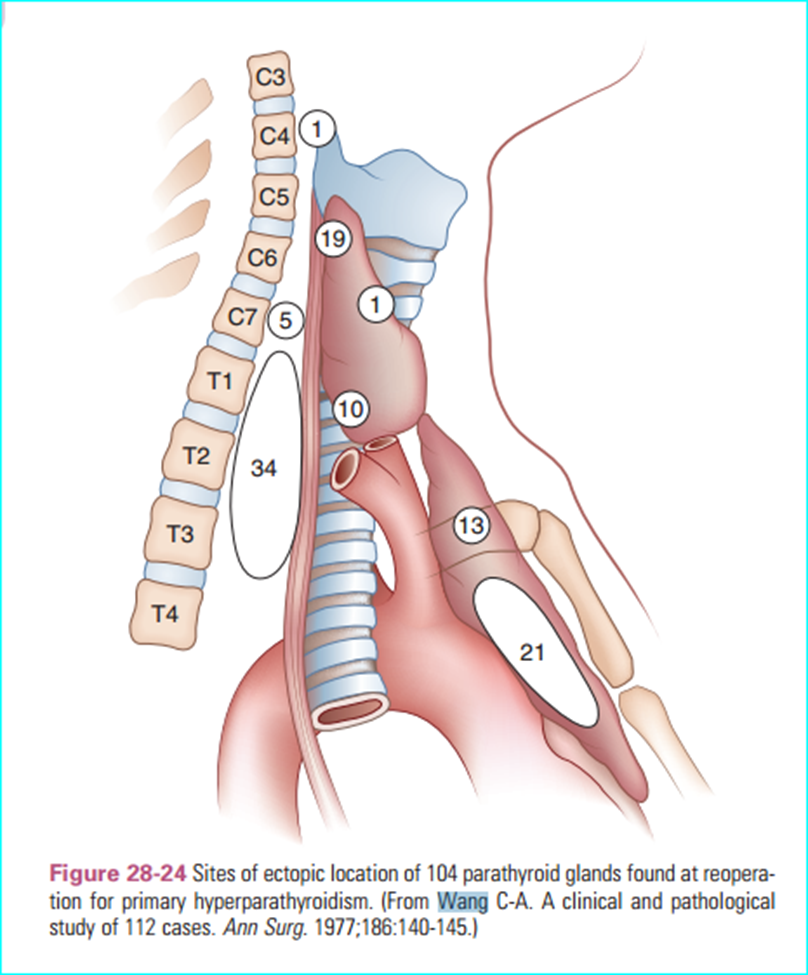 C3
C4
1
C5
19
C6
C7
5
1
T1
10
T2
34
T3
13
T4
21
Figure 28-24 Sites of ectopic location of 104 parathyroid glands found at reopera-
tion for primary hyperparathyroidism. (From Wang C-A. A clinical and pathological
study of 112 cases. Ann Surg. 1977;186:140-145.)